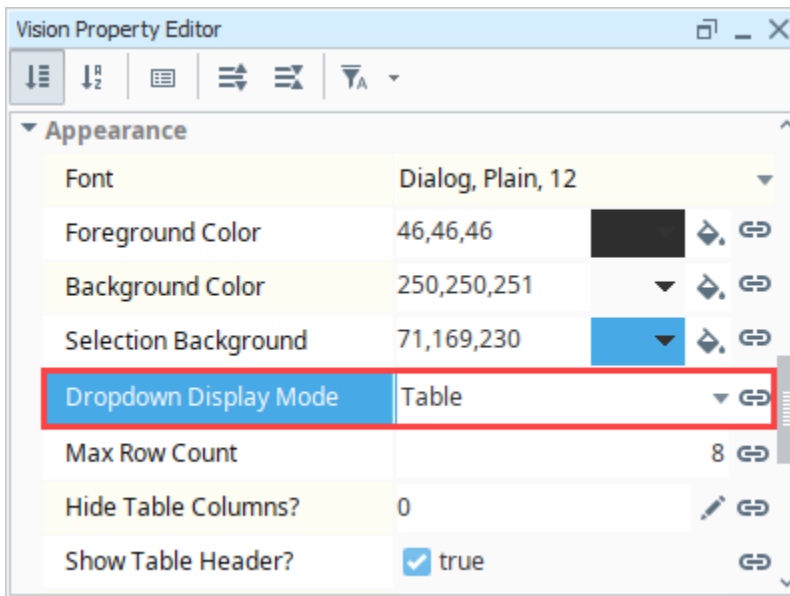 Vision Property Editor
Appearance
Font Dialog, Plain, 12
Foreground Color 46,46,46
Background Color 250,250,251
Selection Background 71,169,230
Dropdown Display Mode Table
Max Row Count 8
Hide Table Columns? 0
Show Table Header? true